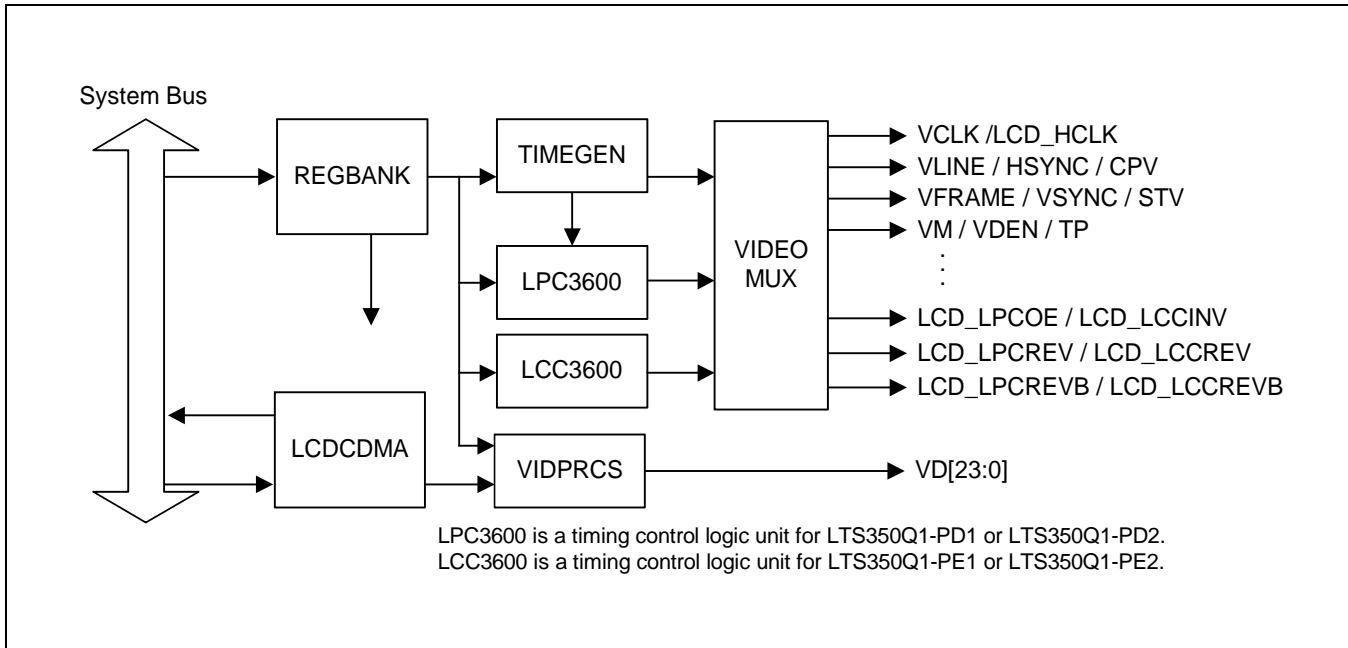 System Bus
REGBANK
TIMEGEN
LPC3600
LCC3600
VIDEO
MUX
LCDCDMA
VIDPRCS
VCLK /LCD_HCLK
VLINE / HSYNC / CPV
VFRAME / VSYNC / STV
VM / VDEN / TP
.
.
.
LCD_LPCOE / LCD_LCCINV
LCD_LPCREV / LCD_LCCREV
LCD_LPCREVB / LCD_LCCREVB
VD[23:0]
LPC3600 is a timing control logic unit for LTS350Q1-PD1 or LTS350Q1-PD2.
LCC3600 is a timing control logic unit for LTS350Q1-PE1 or LTS350Q1-PE2.